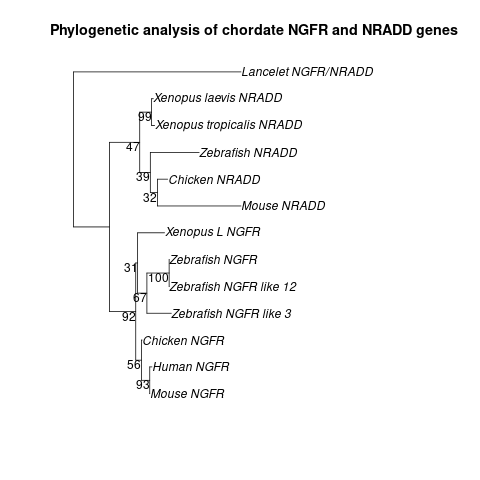 Phylogenetic analysis of chordate NGFR and NRADD genes
Lancelet NGFR/NRADD
Xenopus laevis NRADD
99
Xenopus tropicalis NRADD
47
Zebrafish NRADD
39
Chicken NRADD
32
Mouse NRADD
Xenopus L NGFR
Zebrafish NGFR
31
100
Zebrafish NGFR like 12
67
Zebrafish NGFR like 3
92
Chicken NGFR
56
Human NGFR
93
Mouse NGFR